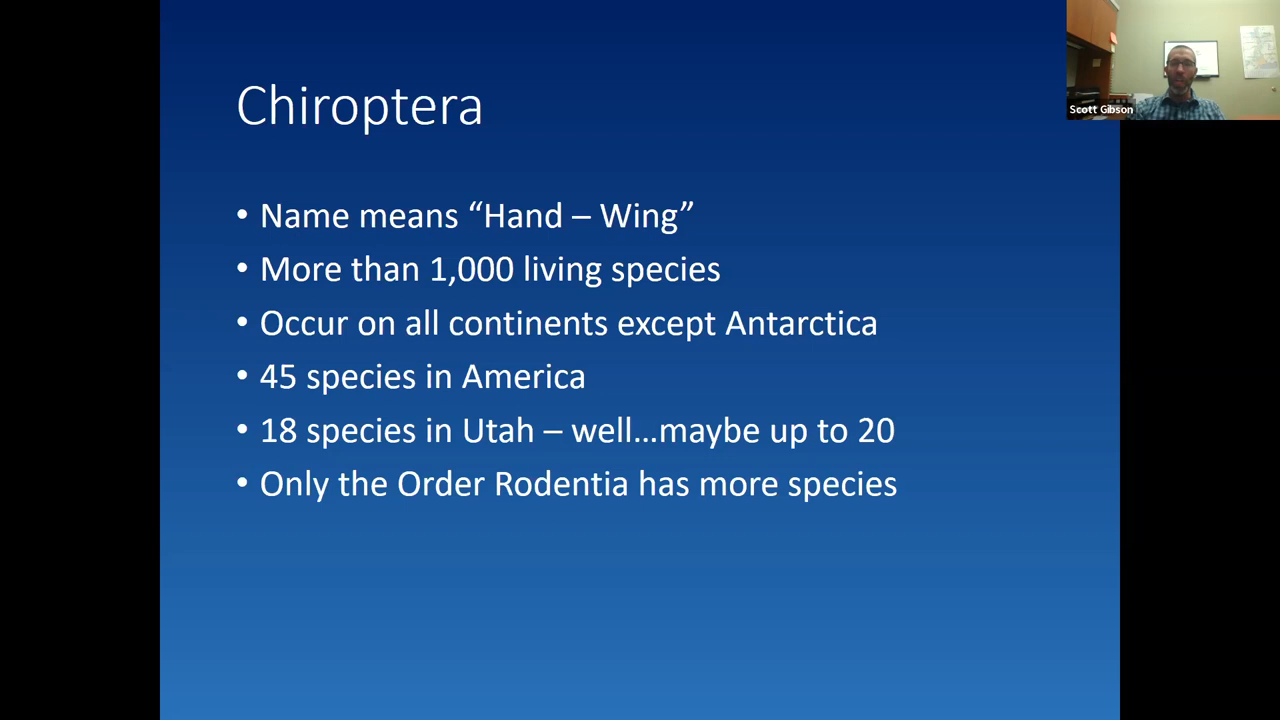 Chiroptera
• Name means “Hand – Wing”
• More than 1,000 living species
• Occur on all continents except Antarctica
• 45 species in America
• 18 species in Utah – well…maybe up to 20
• Only the Order Rodentia has more species
Scott Gibson